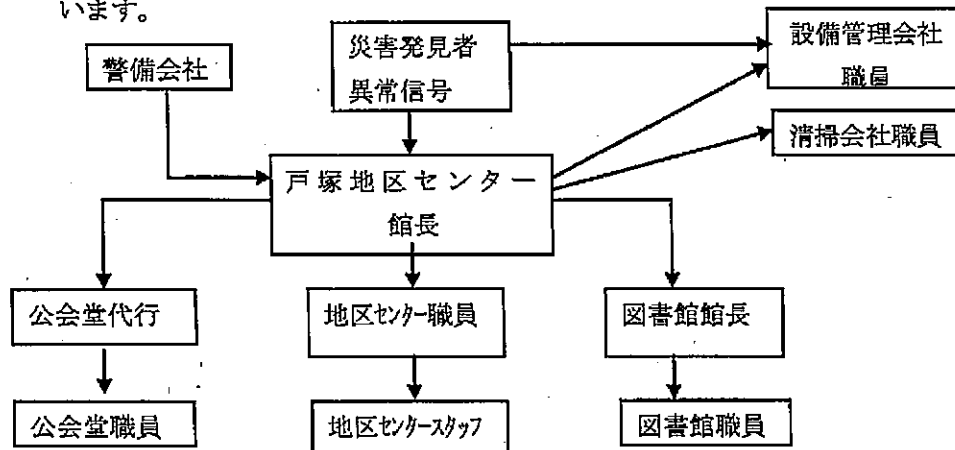 います。
警備会社
災害発見者
異常信号
設備管理会社
職員
清掃会社職員
戸塚地区センター
館長
公会堂代行
地区ｾﾝﾀｰ職員
図書館館長
公会堂職員
地区ｾﾝﾀｰｽﾀｯﾌ
図書館職員